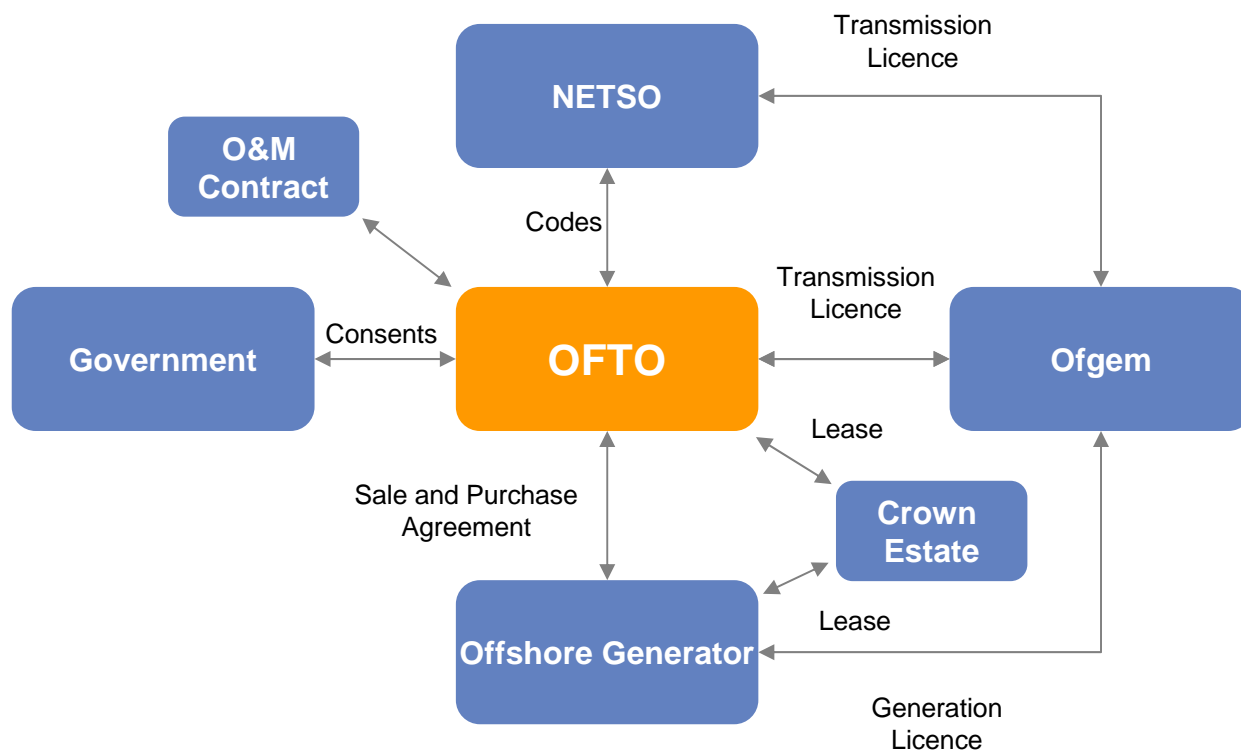 Transmission
Licence
NETSO
O&M
Contract
Codes
Transmission
Licence
Government
Consents
OFTO
Ofgem
Lease
Sale and Purchase
Agreement
Crown
Estate
Lease
Offshore Generator
Generation
Licence